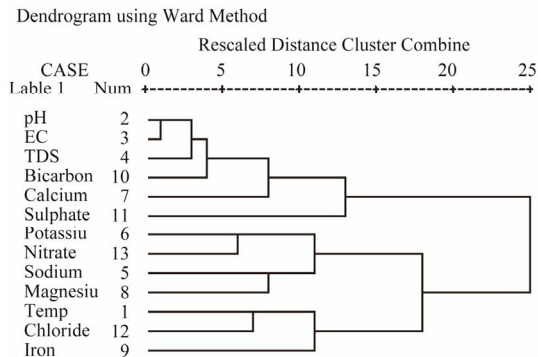 Dendrogram using Ward Method
Rescaled Distance Cluster Combine
CASE 0 5 10 15 20 25
Lable 1 Num
pH 2
EC 3
TDS 4
Bicarbon 10
Calcium 7
Sulphate 11
Potassiu 6
Nitrate 13
Sodium 5
Magnesiu 8
Temp 1
Chloride 12
Iron 9